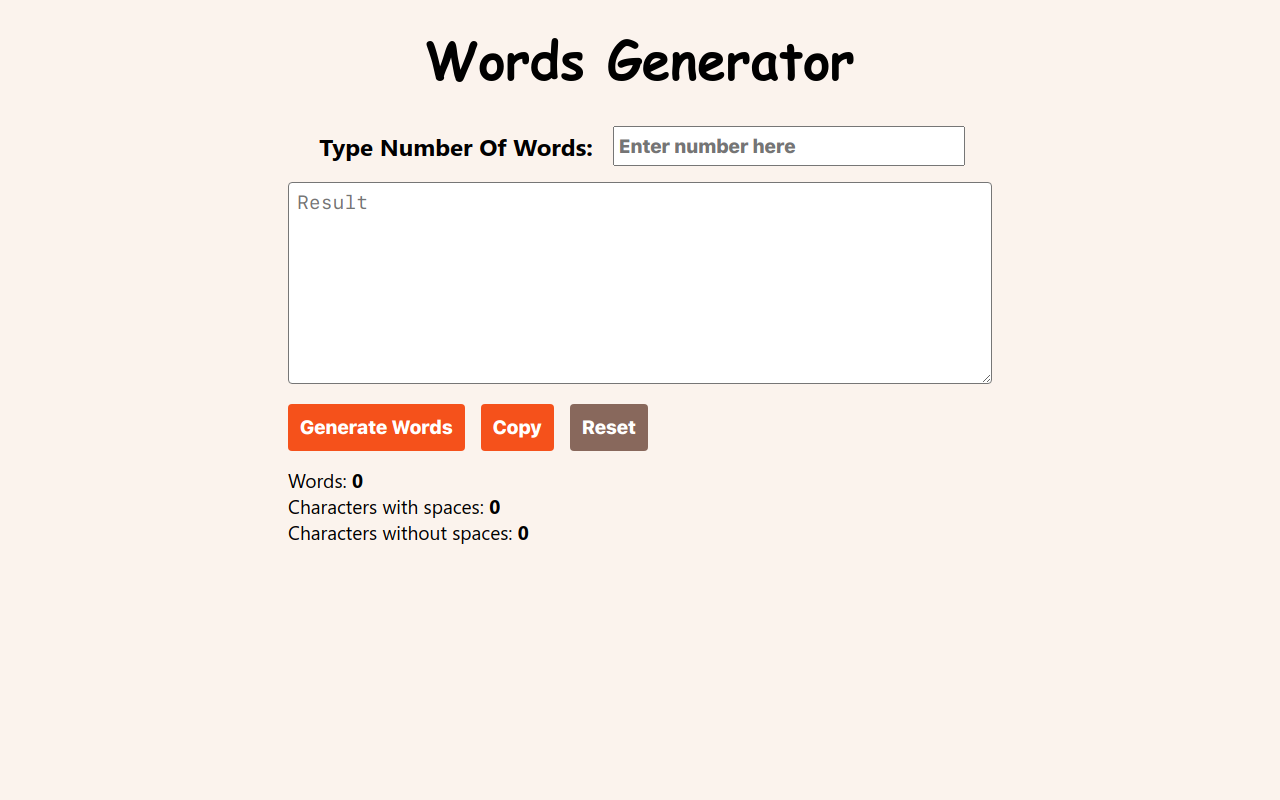 Words Generator
Type Number Of Words: Enter number here
Result
Generate Words Copy Reset
Words: 0
Characters with spaces: 0
Characters without spaces: 0